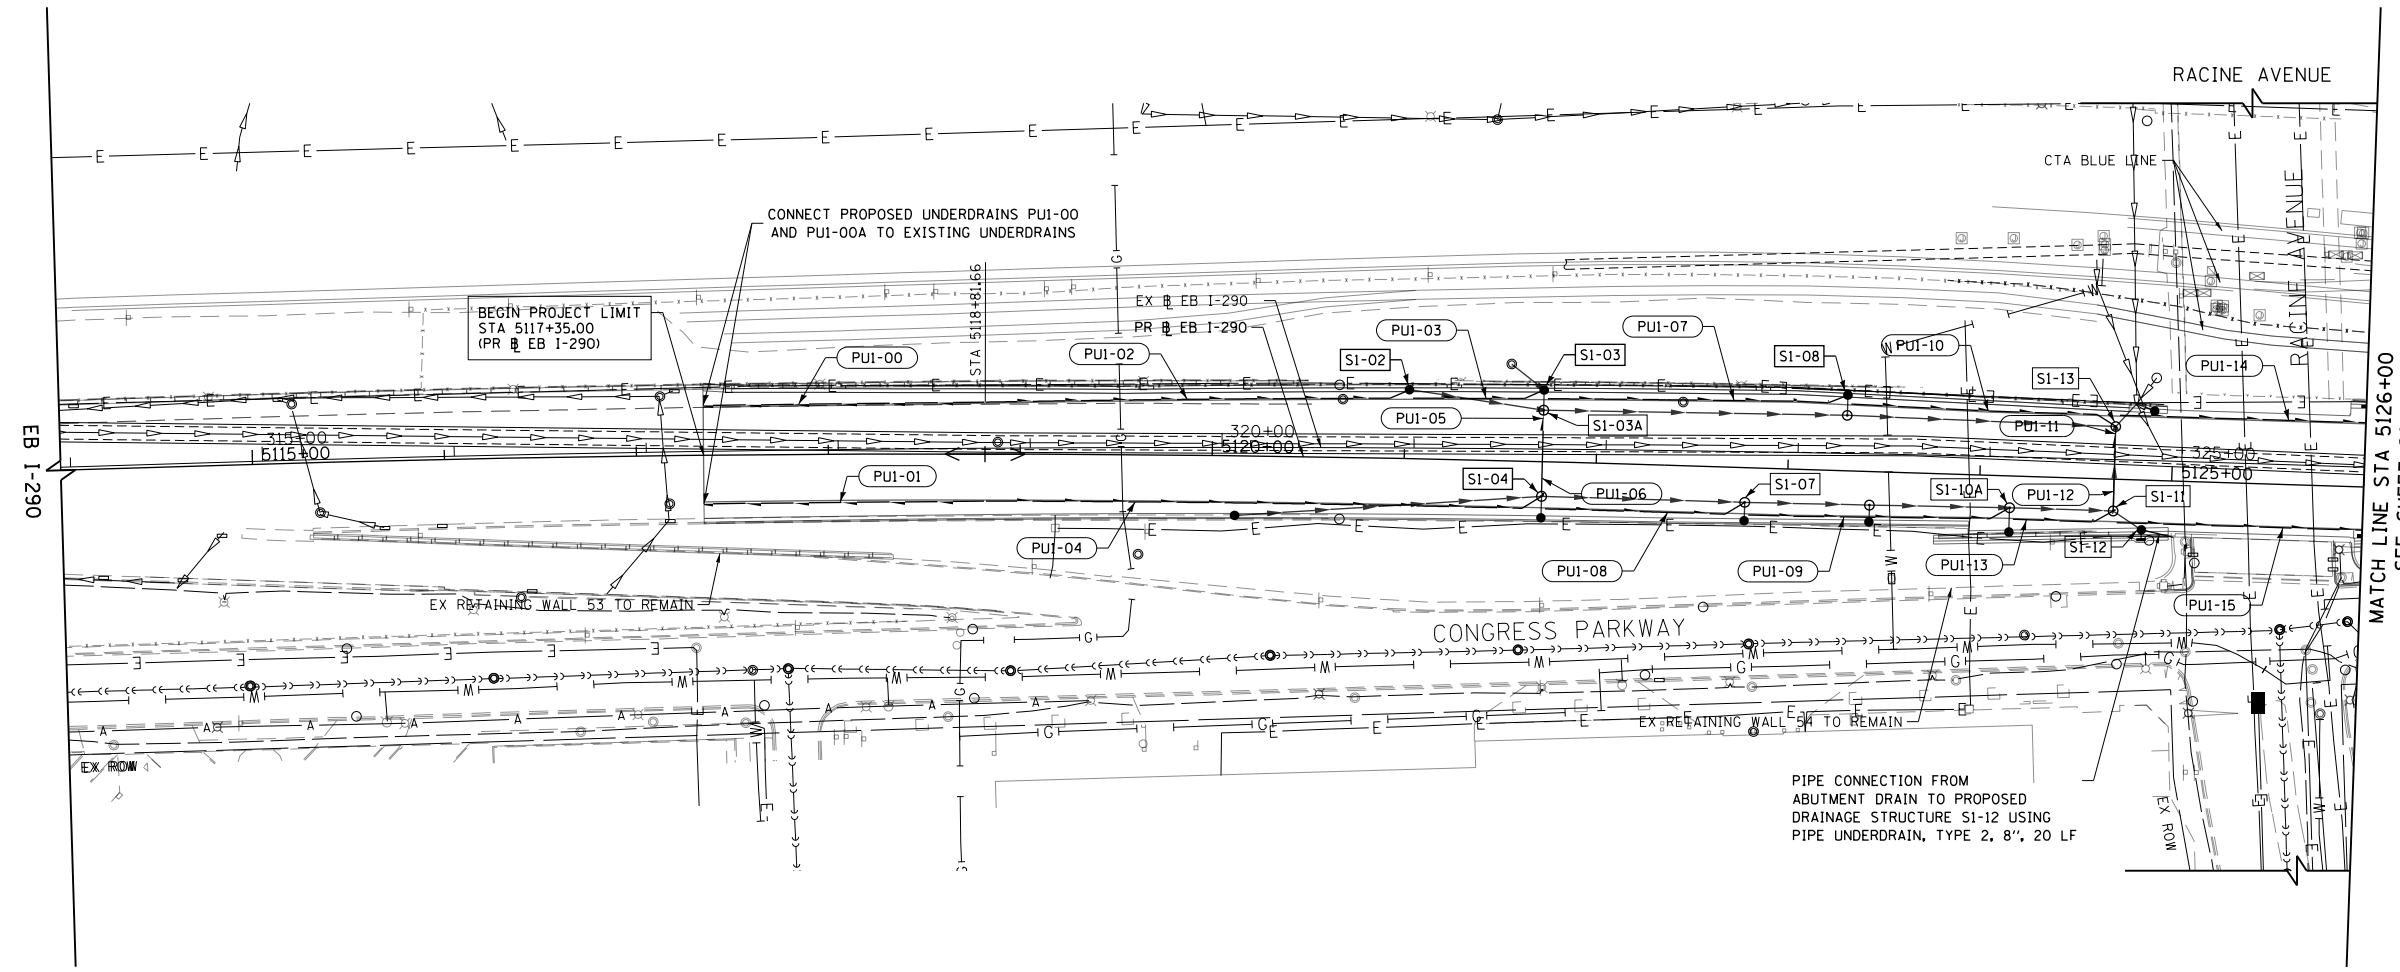 RACINE AVENUE
CTA BLUE LINE
RACINE AVENUE
CONNECT PROPOSED UNDERDRAINS PU1-00
AND PU1-00A TO EXISTING UNDERDRAINS
STA 5118+81.66
BEGIN PROJECT LIMIT
STA 5117+35.00
(PR B EB I-290)
EX B EB I-290
PR B EB I-290
PU1-00
PU1-02
PU1-03
PU1-07
PU1-10
PU1-14
S1-02
S1-03
S1-08
S1-13
PU1-05
S1-03A
PU1-11
EB I-290
315+00
5115+00
320+00
5120+00
325+00
5125+00
PU1-01
S1-04
PU1-06
S1-07
S1-10A
PU1-12
S1-11
PU1-04
PU1-08
PU1-09
PU1-13
S1-12
PU1-15
MATCH LINE STA 5126+00
EX RETAINING WALL 53 TO REMAIN
CONGRESS PARKWAY
EX RETAINING WALL 54 TO REMAIN
EX ROW
EX ROW
PIPE CONNECTION FROM
ABUTMENT DRAIN TO PROPOSED
DRAINAGE STRUCTURE S1-12 USING
PIPE UNDERDRAIN, TYPE 2, 8", 20 LF